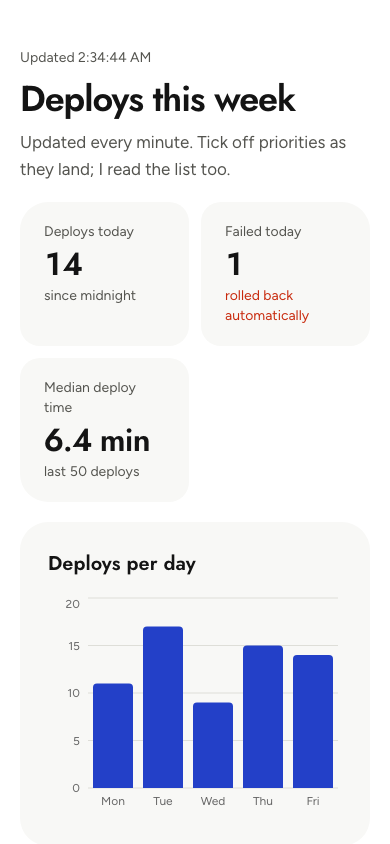 Updated 2:34:44 AM
Deploys this week
Updated every minute. Tick off priorities as
they land; I read the list too.
Deploys today
14
since midnight
Failed today
1
rolled back
automatically
Median deploy
time
6.4 min
last 50 deploys
Deploys per day
20
15
10
5
0
Mon Tue Wed Thu Fri